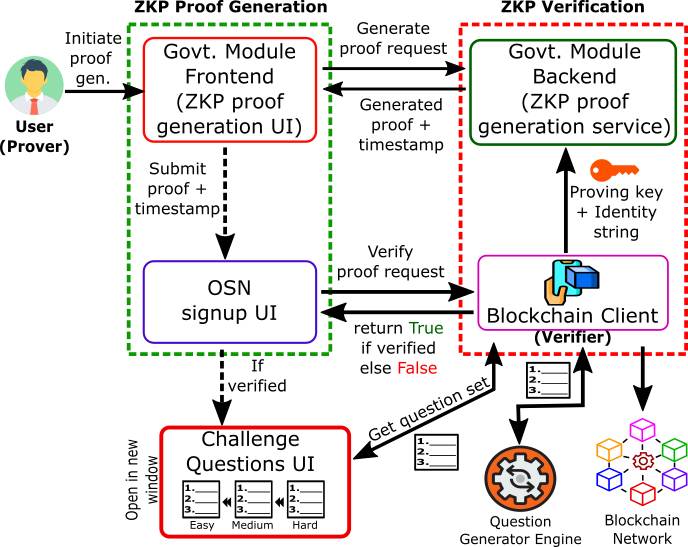 ZKP Proof Generation
ZKP Verification
Initiate
proof
gen.
User
(Prover)
Govt. Module
Frontend
(ZKP proof
generation UI)
Generate
proof request
Generated
proof +
timestamp
Govt. Module
Backend
(ZKP proof
generation service)
Submit
proof +
timestamp
Proving key
+ Identity
string
OSN
signup UI
Verify
proof request
return True
if verified
else False
Blockchain Client
(Verifier)
If
verified
Get question set
1.
2.
3.
1.
2.
3.
Open in new
window
Challenge
Questions UI
1.
2.
3.
Easy
1.
2.
3.
Medium
1.
2.
3.
Hard
Question
Generator Engine
Blockchain
Network